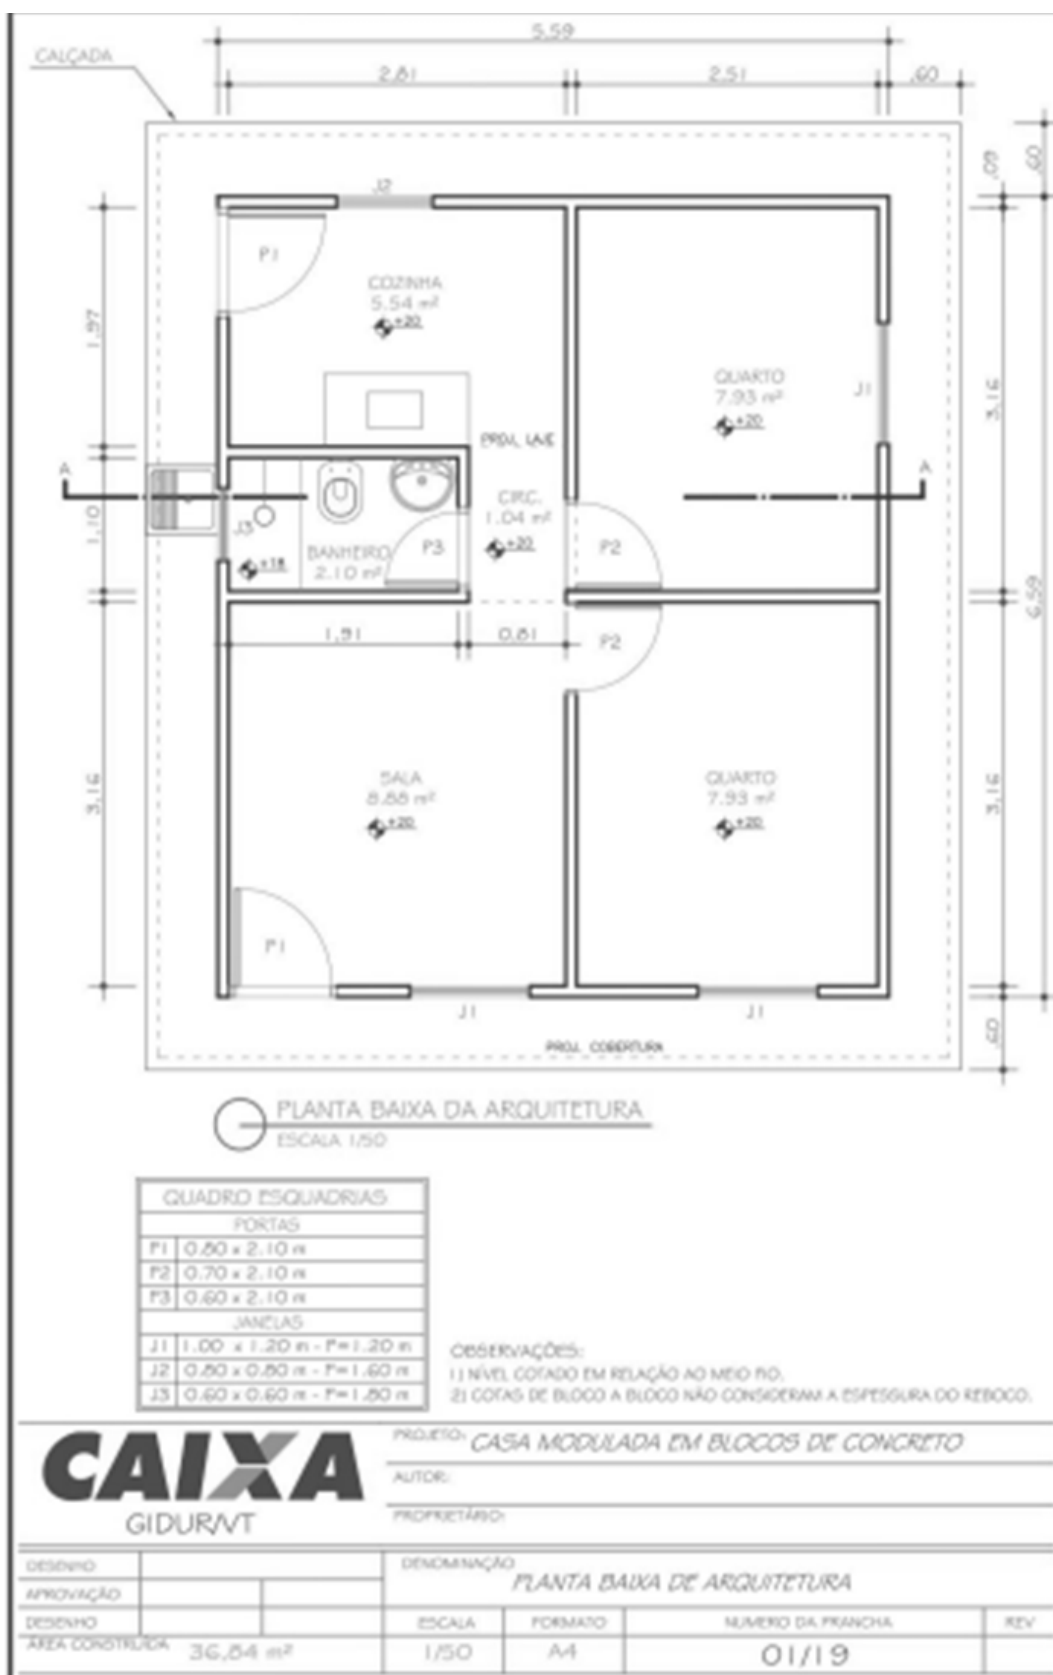 5.59
CALÇADA
2.81
2.51
.60
.09
.60
J2
P1
COZINHA
5.54 m²
+20
1.97
QUARTO
7.93 m²
+20
J1
3.16
PROJ. LAJE
A
A
CIRC.
1.04 m²
+20
J3
1.10
BANHEIRO
2.10 m²
+18
P3
P2
6.59
1.91
0.81
P2
SALA
8.88 m²
+20
QUARTO
7.93 m²
+20
3.16
3.16
P1
J1
J1
.60
PROJ. COBERTURA
PLANTA BAIXA DA ARQUITETURA
ESCALA 1/50
QUADRO ESQUADRIAS
PORTAS
P1 0.80 x 2.10 m
P2 0.70 x 2.10 m
P3 0.60 x 2.10 m
JANELAS
J1 1.00 x 1.20 m - P=1.20 m
J2 0.80 x 0.80 m - P=1.60 m
J3 0.60 x 0.60 m - P=1.80 m
OBSERVAÇÕES:
1) NÍVEL COTADO EM RELAÇÃO AO MEIO FIO.
2) COTAS DE BLOCO A BLOCO NÃO CONSIDERAM A ESPESSURA DO REBOCO.
CAIXA
GIDUR/VT
PROJETO: CASA MODULADA EM BLOCOS DE CONCRETO
AUTOR:
PROPRIETÁRIO:
DESENHO
APROVAÇÃO
DESENHO
DENOMINAÇÃO
PLANTA BAIXA DE ARQUITETURA
ESCALA
FORMATO
NUMERO DA PRANCHA
REV
ÁREA CONSTRUÍDA 36,84 m²
1/50
A4
01/19